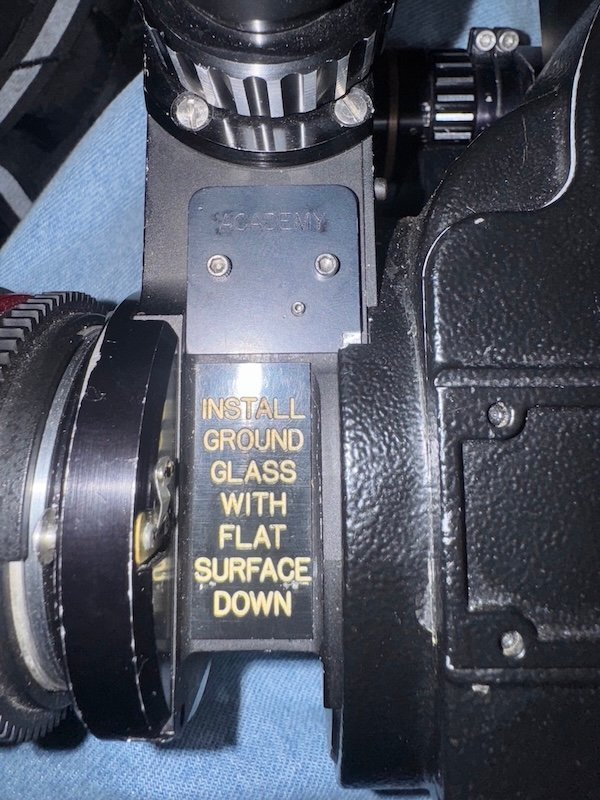 ACADEMY
INSTALL
GROUND
GLASS
WITH
FLAT
SURFACE
DOWN